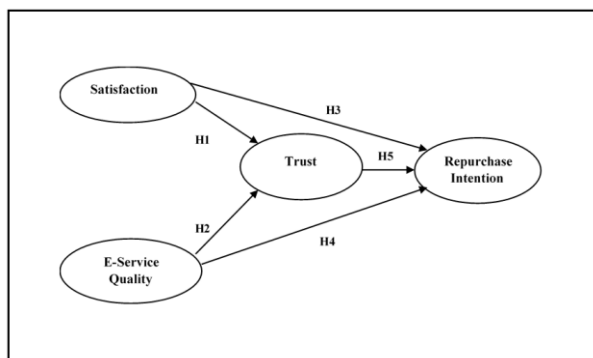 Satisfaction
H3
H1
Trust
H5
Repurchase
Intention
H2
H4
E-Service
Quality